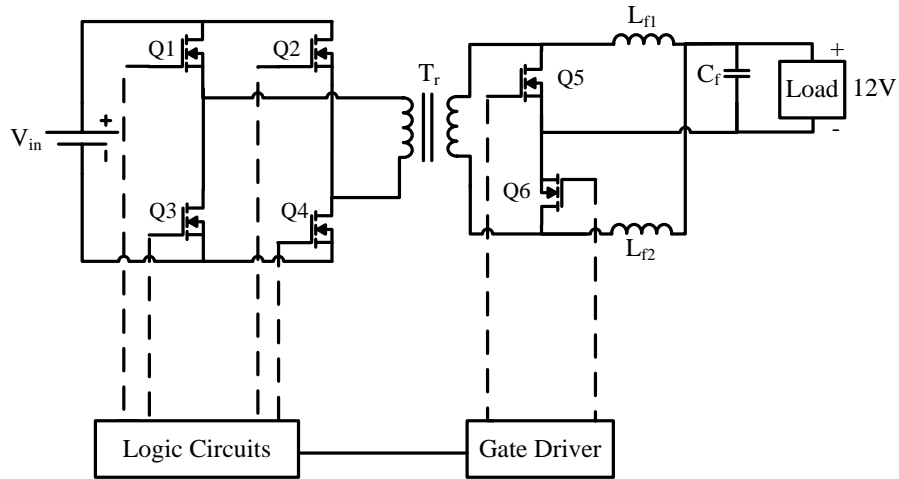 Q1
Q2
Lf1
Tr
Q5
Cf
+
Load
12V
-
Vin
+
-
Q3
Q4
Q6
Lf2
Logic Circuits
Gate Driver